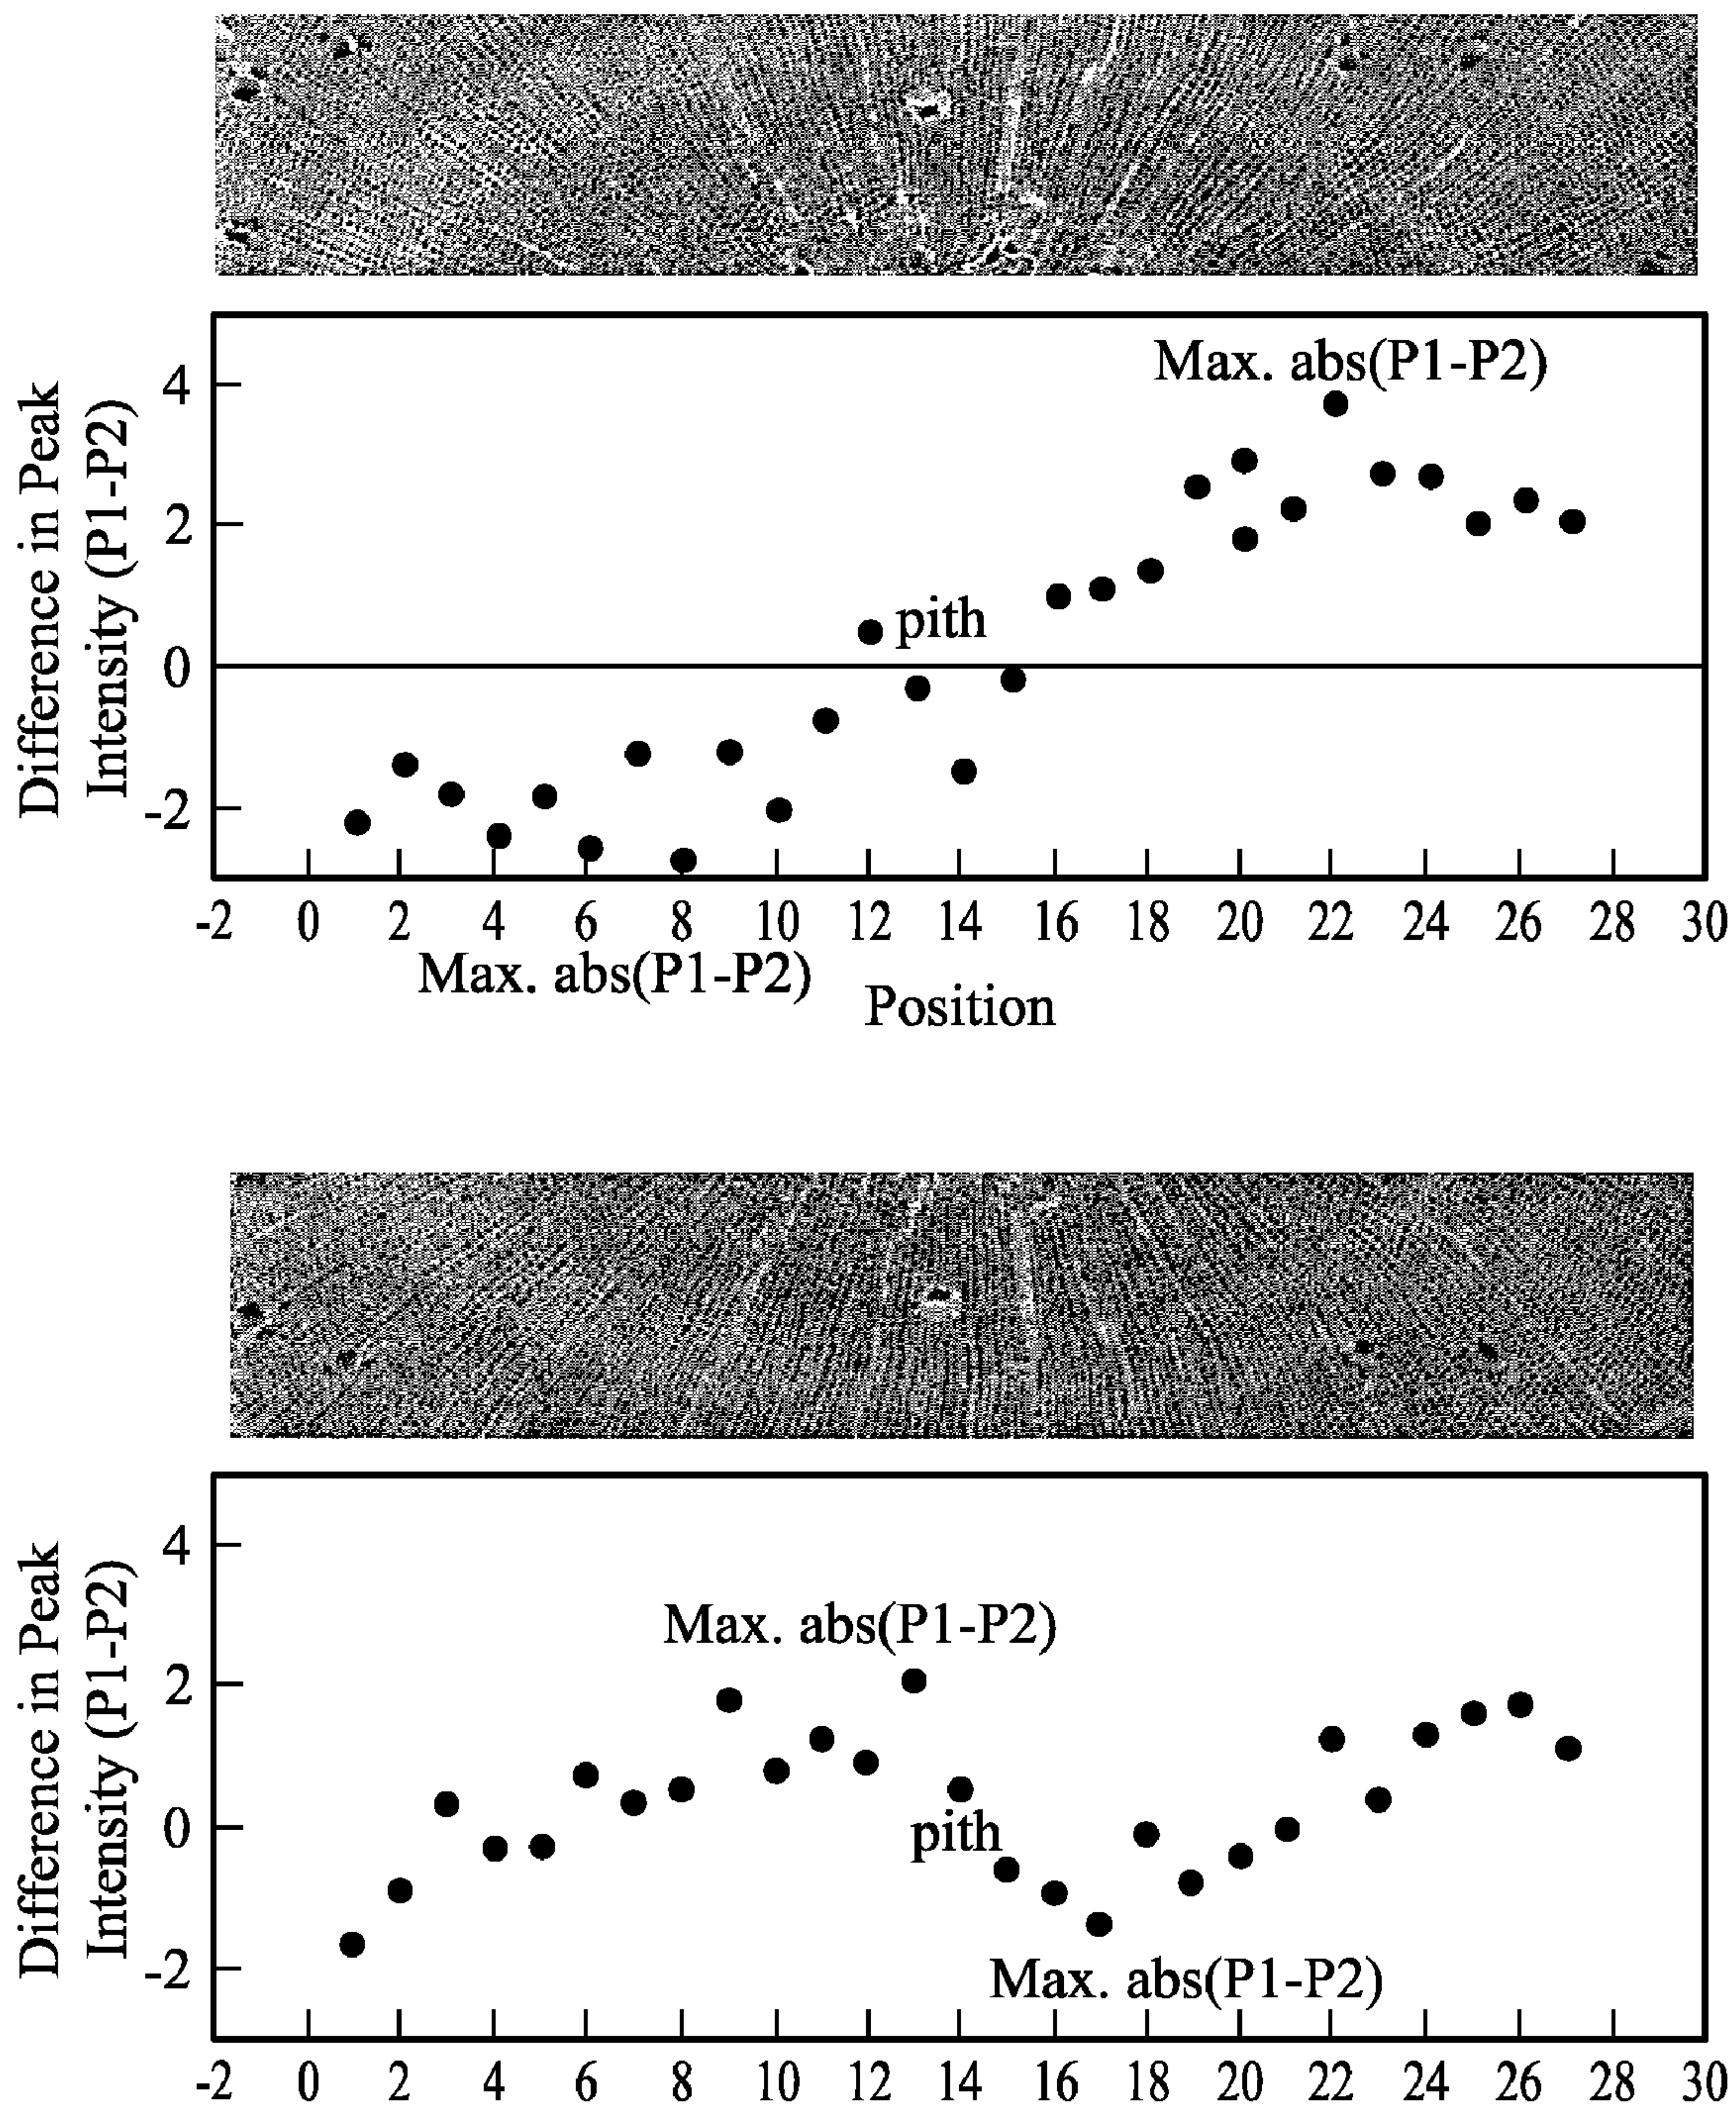 Difference in Peak
Intensity (P1-P2)
Max. abs(P1-P2)
4
2
pith
0
-2
-2 0 2 4 6 8 10 12 14 16 18 20 22 24 26 28 30
Max. abs(P1-P2)
Position
Difference in Peak
Intensity (P1-P2)
4
Max. abs(P1-P2)
2
0
pith
-2
Max. abs(P1-P2)
-2 0 2 4 6 8 10 12 14 16 18 20 22 24 26 28 30